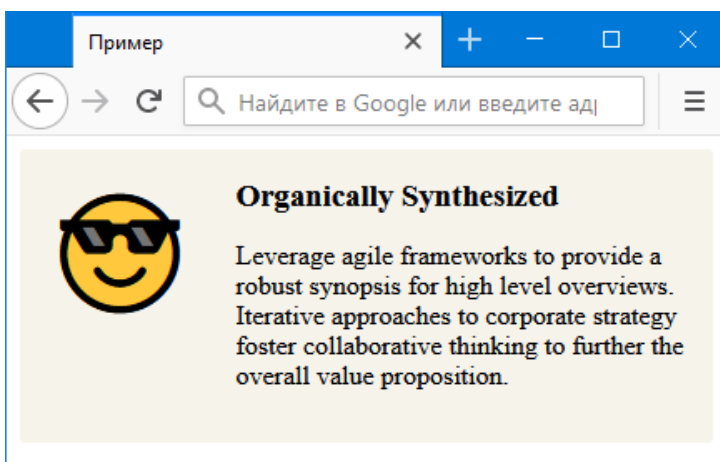 Пример
Найдите в Google или введите ад
Organically Synthesized
Leverage agile frameworks to provide a
robust synopsis for high level overviews.
Iterative approaches to corporate strategy
foster collaborative thinking to further the
overall value proposition.